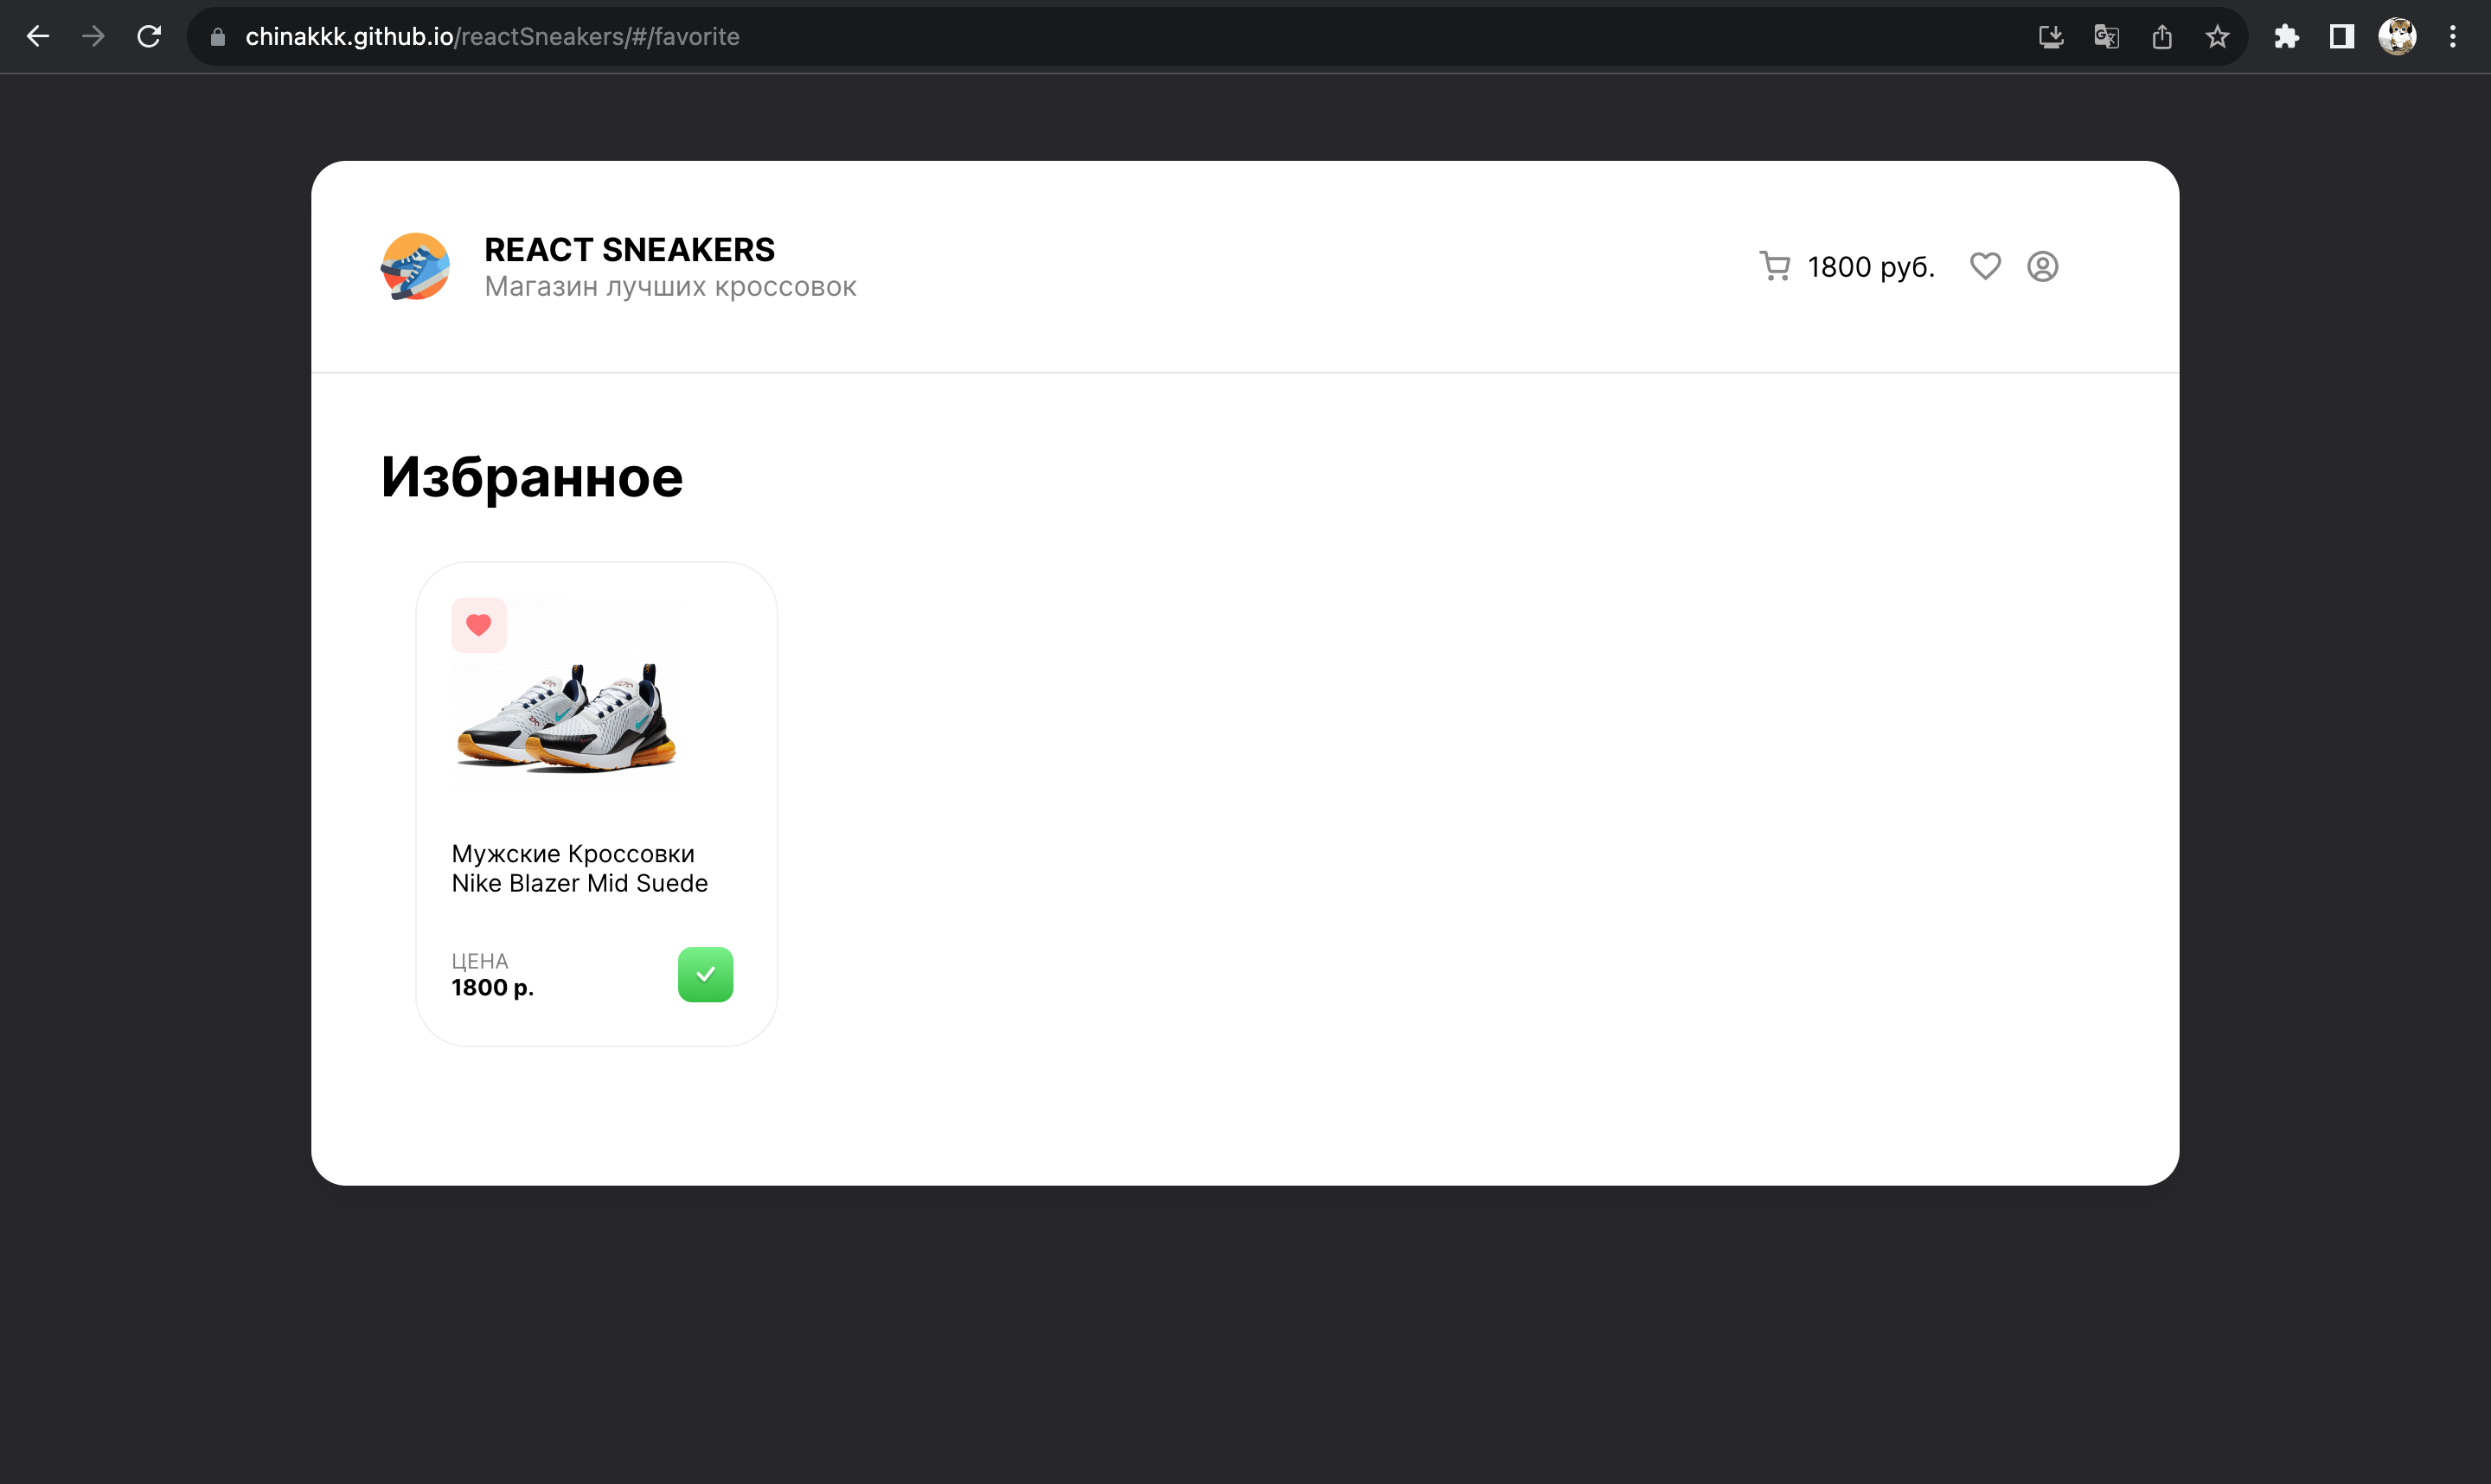 chinakkk.github.io/reactSneakers/#/favorite
REACT SNEAKERS
Магазин лучших кроссовок
1800 руб.
Избранное
Мужские Кроссовки
Nike Blazer Mid Suede
ЦЕНА
1800 р.